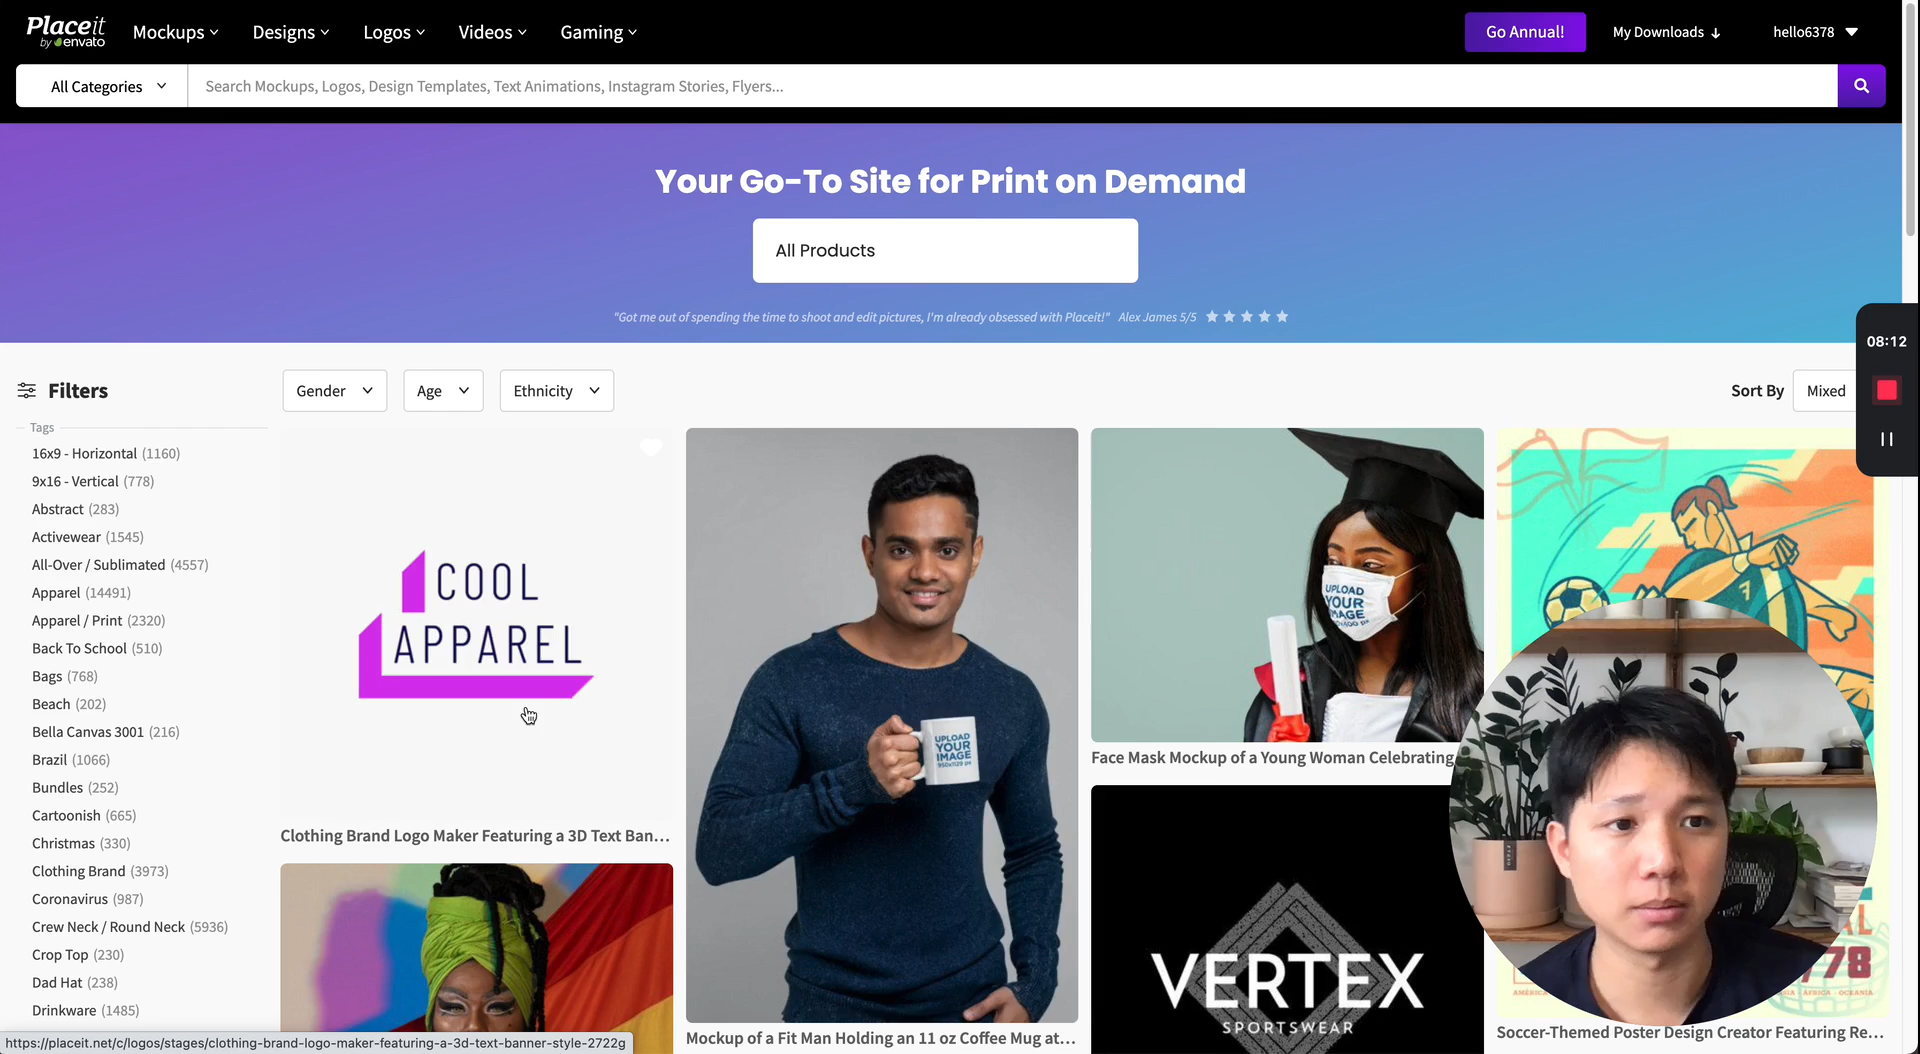 Placeit
by envato
Mockups
Designs
Logos
Videos
Gaming
Go Annual!
My Downloads
hello6378
All Categories
Search Mockups, Logos, Design Templates, Text Animations, Instagram Stories, Flyers...
Your Go-To Site for Print on Demand
All Products
"Got me out of spending the time to shoot and edit pictures, I'm already obsessed with Placeit!" Alex James 5/5
08:12
Filters
Gender
Age
Ethnicity
Sort By
Mixed
Tags
16x9 - Horizontal (1160)
9x16 - Vertical (778)
Abstract (283)
Activewear (1545)
All-Over / Sublimated (4557)
Apparel (14491)
Apparel / Print (2320)
Back To School (510)
Bags (768)
Beach (202)
Bella Canvas 3001 (216)
Brazil (1066)
Bundles (252)
Cartoonish (665)
Christmas (330)
Clothing Brand (3973)
Coronavirus (987)
Crew Neck / Round Neck (5936)
Crop Top (230)
Dad Hat (238)
Drinkware (1485)
COOL
APPAREL
Clothing Brand Logo Maker Featuring a 3D Text Ban...
UPLOAD
YOUR
IMAGE
950x1129 px
Mockup of a Fit Man Holding an 11 oz Coffee Mug at...
UPLOAD
YOUR
IMAGE
Face Mask Mockup of a Young Woman Celebrating
VERTEX
SPORTSWEAR
778
OCEANIA
Soccer-Themed Poster Design Creator Featuring Re...
https://placeit.net/c/logos/stages/clothing-brand-logo-maker-featuring-a-3d-text-banner-style-2722g